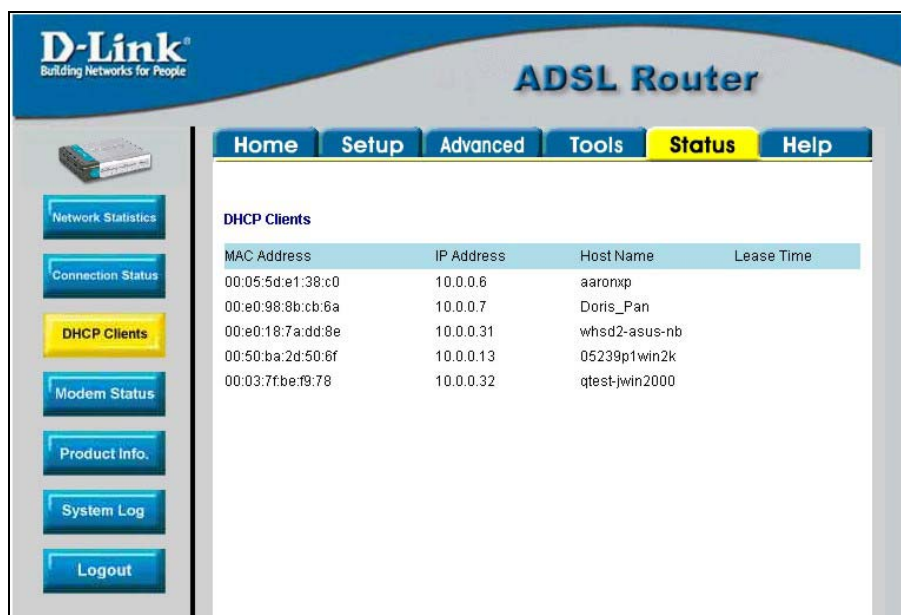 D-Link®
Building Networks for People
ADSL Router
Home Setup Advanced Tools Status Help
Network Statistics
Connection Status
DHCP Clients
Modem Status
Product Info.
System Log
Logout
DHCP Clients
MAC Address IP Address Host Name Lease Time
00:05:5d:e1:38:c0 10.0.0.6 aaronxp
00:e0:98:8b:cb:6a 10.0.0.7 Doris_Pan
00:e0:18:7a:dd:8e 10.0.0.31 whsd2-asus-nb
00:50:ba:2d:50:6f 10.0.0.13 05239p1win2k
00:03:7f:be:f9:78 10.0.0.32 qtest-jwin2000